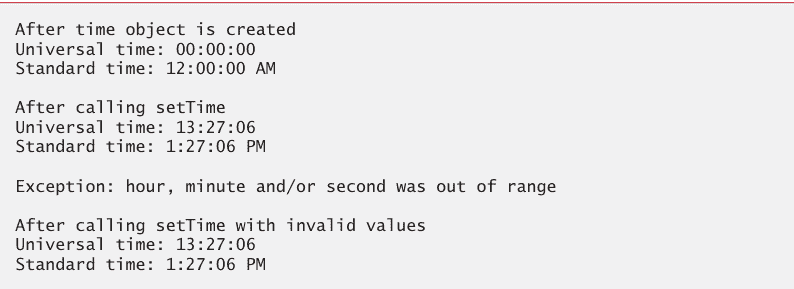 After time object is created
Universal time: 00:00:00
Standard time: 12:00:00 AM
After calling setTime
Universal time: 13:27:06
Standard time: 1:27:06 PM
Exception: hour, minute and/or second was out of range
After calling setTime with invalid values
Universal time: 13:27:06
Standard time: 1:27:06 PM